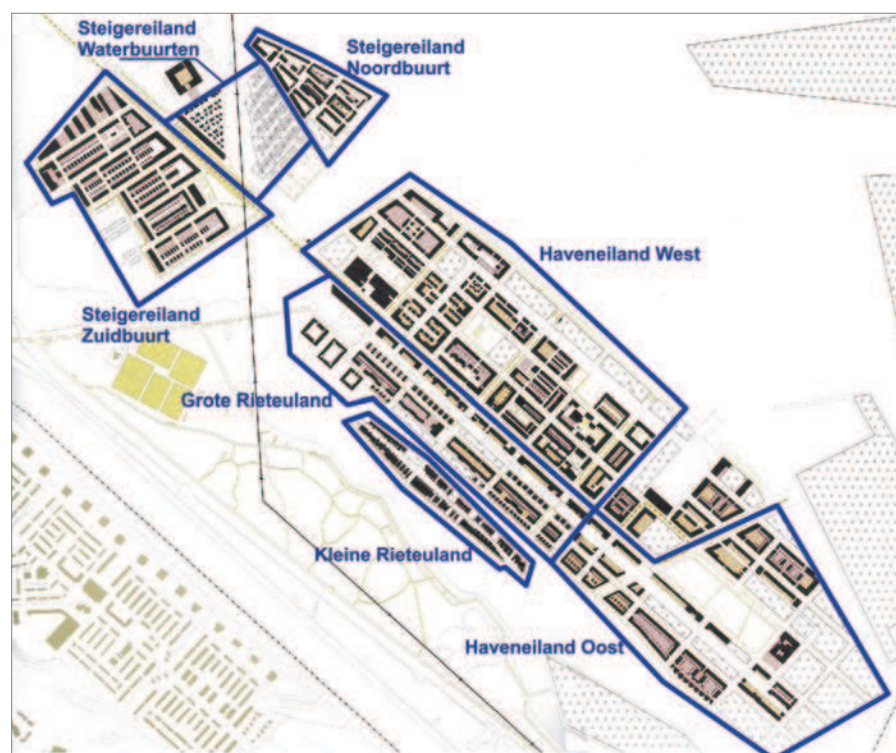 Steigereiland
Waterbuurten
Steigereiland
Noordbuurt
Haveneiland West
Steigereiland
Zuidbuurt
Grote Rieteuland
Kleine Rieteuland
Haveneiland Oost